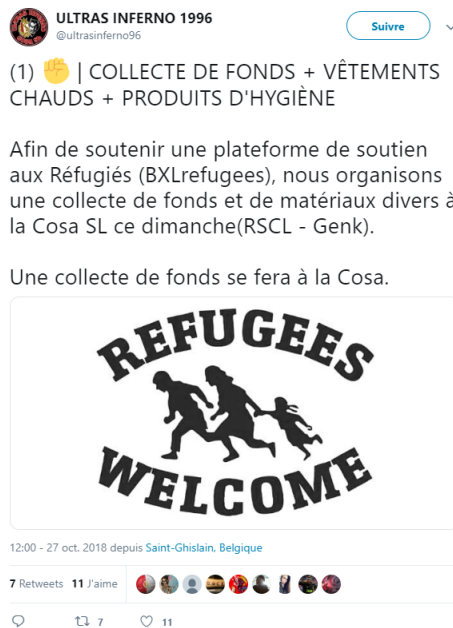 ULTRAS INFERNO 1996
@ultrasinferno96
Suivre
(1) ✊ | COLLECTE DE FONDS + VÊTEMENTS
CHAUDS + PRODUITS D'HYGIÈNE
Afin de soutenir une plateforme de soutien
aux Réfugiés (BXLrefugees), nous organisons
une collecte de fonds et de matériaux divers à
la Cosa SL ce dimanche(RSCL - Genk).
Une collecte de fonds se fera à la Cosa.
REFUGEES
WELCOME
12:00 - 27 oct. 2018 depuis Saint-Ghislain, Belgique
7 Retweets 11 J'aime
7 11